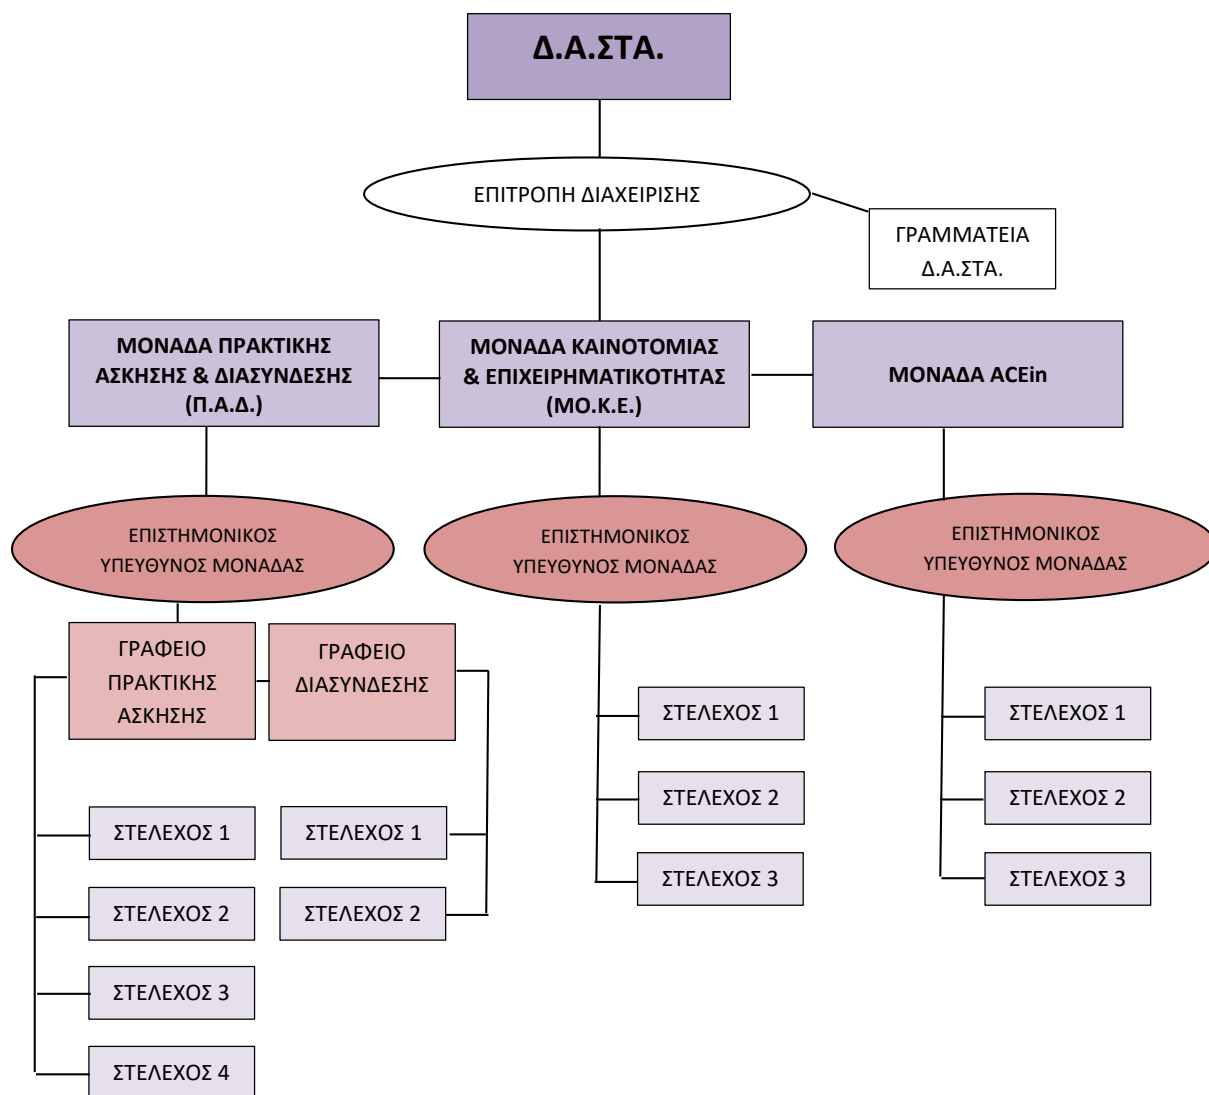 Δ.Α.ΣΤΑ.
ΕΠΙΤΡΟΠΗ ΔΙΑΧΕΙΡΙΣΗΣ
ΓΡΑΜΜΑΤΕΙΑ
Δ.Α.ΣΤΑ.
ΜΟΝΑΔΑ ΠΡΑΚΤΙΚΗΣ
ΑΣΚΗΣΗΣ & ΔΙΑΣΥΝΔΕΣΗΣ
(Π.Α.Δ.)
ΜΟΝΑΔΑ ΚΑΙΝΟΤΟΜΙΑΣ
& ΕΠΙΧΕΙΡΗΜΑΤΙΚΟΤΗΤΑΣ
(ΜΟ.Κ.Ε.)
ΜΟΝΑΔΑ ACEin
ΕΠΙΣΤΗΜΟΝΙΚΟΣ
ΥΠΕΥΘΥΝΟΣ ΜΟΝΑΔΑΣ
ΕΠΙΣΤΗΜΟΝΙΚΟΣ
ΥΠΕΥΘΥΝΟΣ ΜΟΝΑΔΑΣ
ΕΠΙΣΤΗΜΟΝΙΚΟΣ
ΥΠΕΥΘΥΝΟΣ ΜΟΝΑΔΑΣ
ΓΡΑΦΕΙΟ
ΠΡΑΚΤΙΚΗΣ
ΑΣΚΗΣΗΣ
ΓΡΑΦΕΙΟ
ΔΙΑΣΥΝΔΕΣΗΣ
ΣΤΕΛΕΧΟΣ 1
ΣΤΕΛΕΧΟΣ 2
ΣΤΕΛΕΧΟΣ 3
ΣΤΕΛΕΧΟΣ 4
ΣΤΕΛΕΧΟΣ 1
ΣΤΕΛΕΧΟΣ 2
ΣΤΕΛΕΧΟΣ 1
ΣΤΕΛΕΧΟΣ 2
ΣΤΕΛΕΧΟΣ 3
ΣΤΕΛΕΧΟΣ 1
ΣΤΕΛΕΧΟΣ 2
ΣΤΕΛΕΧΟΣ 3